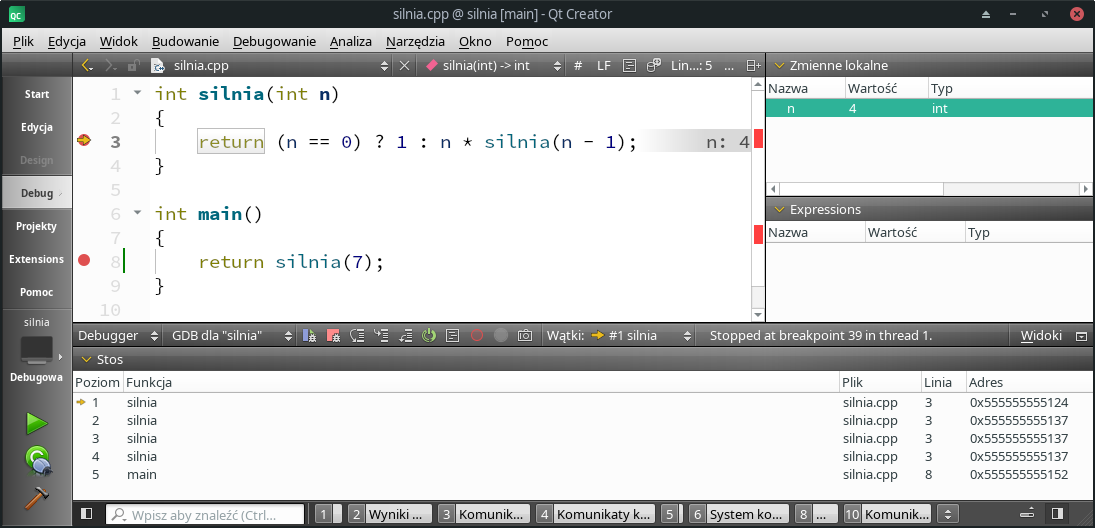 silnia.cpp @ silnia [main] - Qt Creator
Plik Edycja Widok Budowanie Debugowanie Analiza Narzędzia Okno Pomoc
silnia.cpp silnia(int) -> int # LF Lin...: 5 ...
Zmienne lokalne
Nazwa Wartość Typ
n 4 int
Expressions
Nazwa Wartość Typ
Start
Edycja
Design
Debug
Projekty
Extensions
Pomoc
silnia
Debugowa
1 int silnia(int n)
2 {
3 return (n == 0) ? 1 : n * silnia(n - 1); n: 4
4 }
5
6 int main()
7 {
8 return silnia(7);
9 }
10
Debugger GDB dla "silnia" Wątki: #1 silnia Stopped at breakpoint 39 in thread 1. Widoki
Stos
Poziom Funkcja Plik Linia Adres
1 silnia silnia.cpp 3 0x555555555124
2 silnia silnia.cpp 3 0x555555555137
3 silnia silnia.cpp 3 0x555555555137
4 silnia silnia.cpp 3 0x555555555137
5 main silnia.cpp 8 0x555555555152
Wpisz aby znaleźć (Ctrl... 1 2 Wyniki ... 3 Komunik... 4 Komunikaty k... 5 6 System ko... 8 ... 10 Komunik...